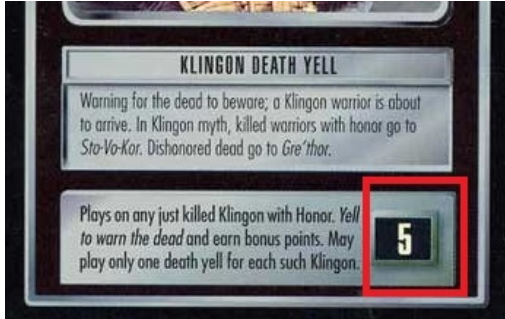 KLINGON DEATH YELL
Warning for the dead to beware; a Klingon warrior is about
to arrive. In Klingon myth, killed warriors with honor go to
Sto-Vo-Kor. Dishonored dead go to Gre'thor.
Plays on any just killed Klingon with Honor. Yell
to warn the dead and earn bonus points. May
play only one death yell for each such Klingon.
5